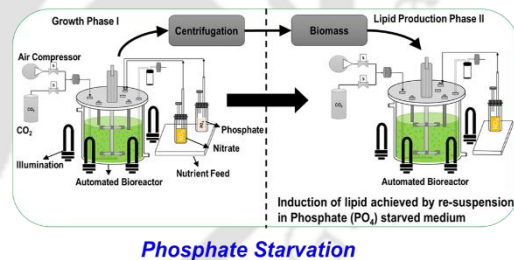 Growth Phase I
Centrifugation
Biomass
Lipid Production Phase II
Air Compressor
CO2
Phosphate
Nitrate
Illumination
Nutrient Feed
Automated Bioreactor
Automated Bioreactor
Induction of lipid achieved by re-suspension
in Phosphate (PO4) starved medium
Phosphate Starvation